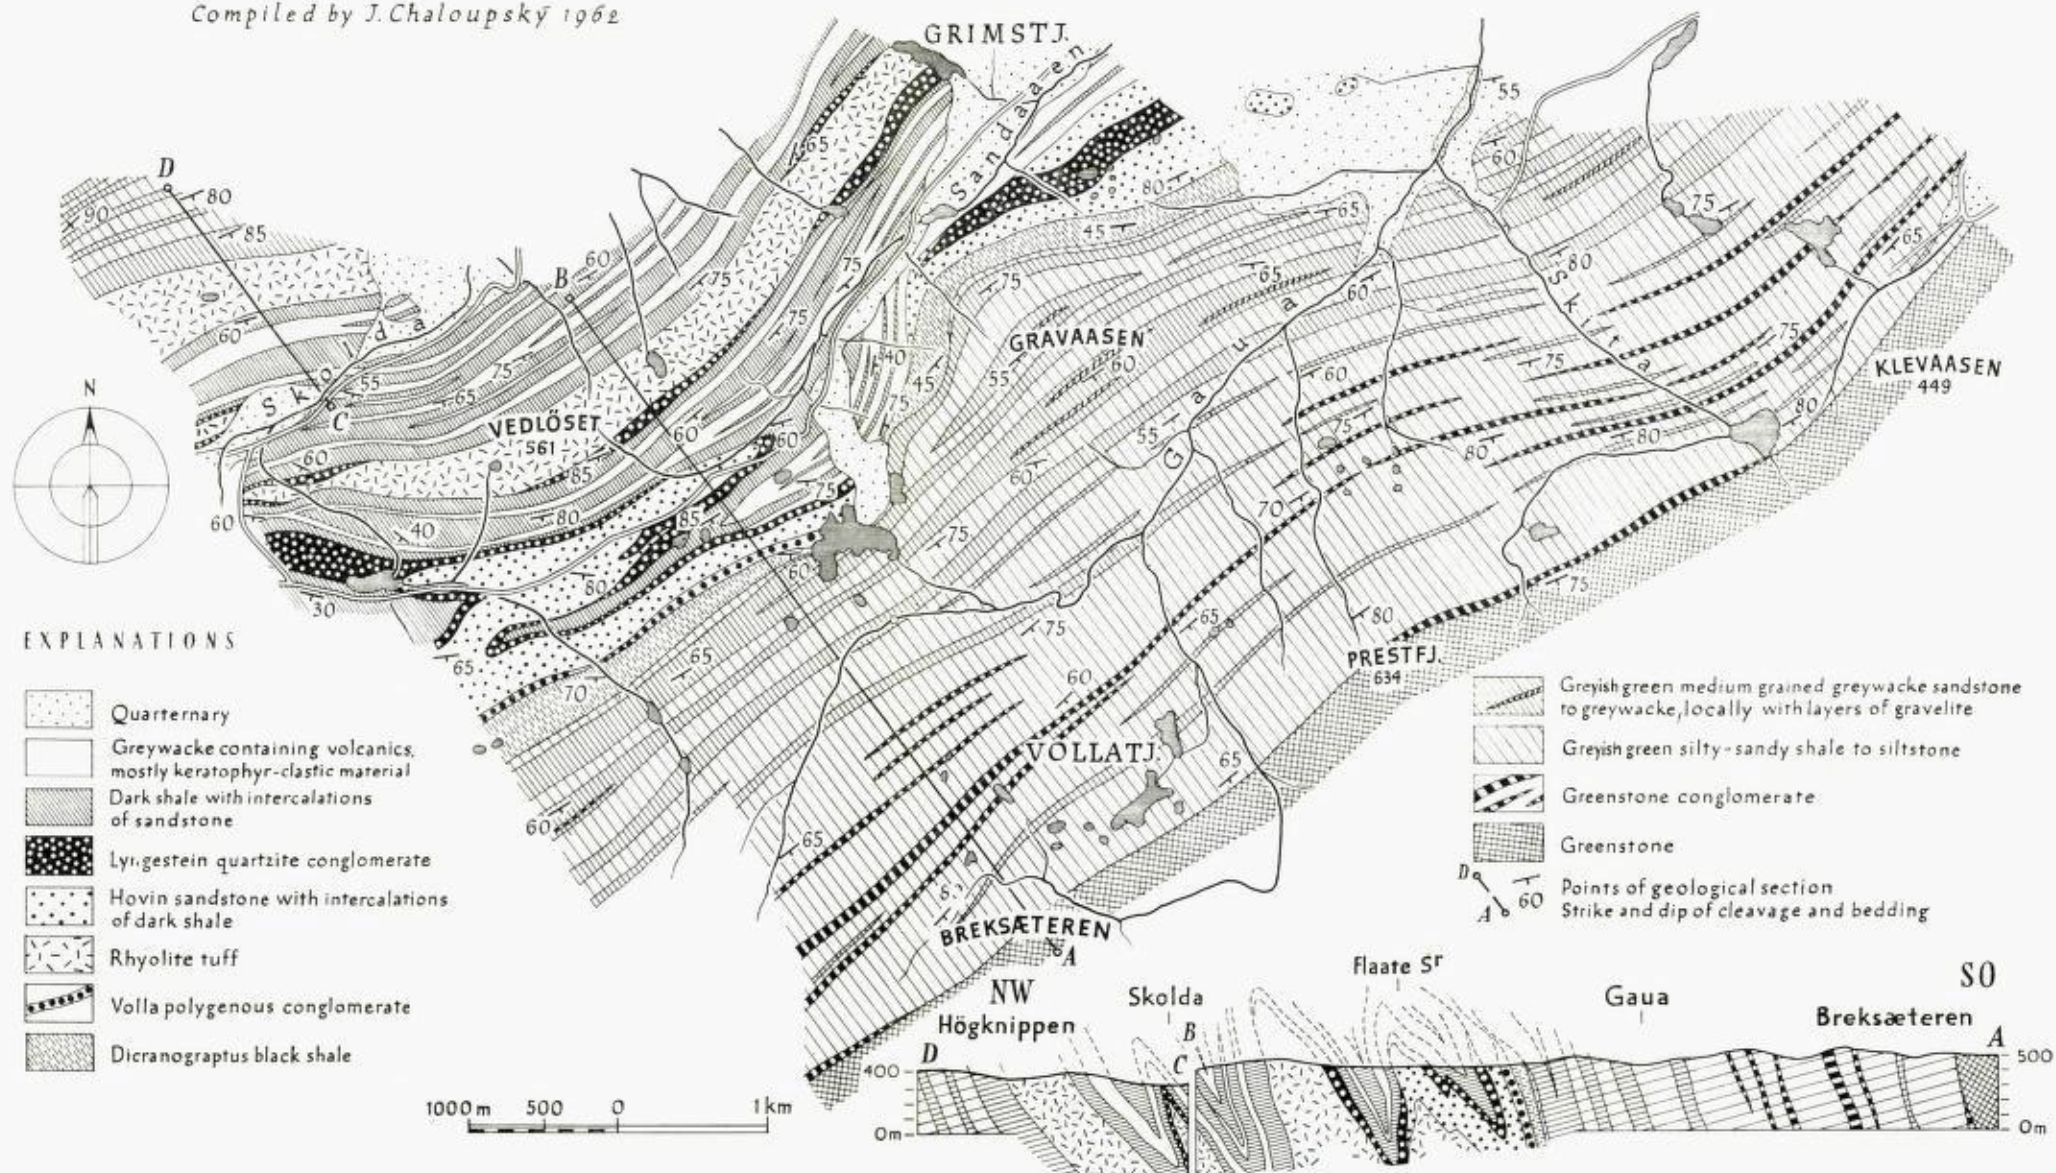 Compiled by J. Chaloupský 1962
GRIMSTJ.
Sandaaen
55
60
65
80
75
45
D
80
90
85
60
B
60
65
75
75
65
75
80
Skolda
55
75
65
C
VEDLÖSET
561
60
60
85
60
40
80
75
85
60
30
80
65
70
65
60
GRAVAASEN
60
55
40
45
75
65
60
Gaua
55
60
75
Skita
75
75
80
80
80
70
KLEVAASEN
449
N
75
65
75
80
75
PRESTFJ.
634
60
VOLLATJ.
65
65
BREKSÆTEREN
A
EXPLANATIONS
Quarternary
Greywacke containing volcanics,
mostly keratophyr-clastic material
Dark shale with intercalations
of sandstone
Lyngestein quartzite conglomerate
Hovin sandstone with intercalations
of dark shale
Rhyolite tuff
Volla polygenous conglomerate
Dicranograptus black shale
Greyish green medium grained greywacke sandstone
to greywacke, locally with layers of gravelite
Greyish green silty-sandy shale to siltstone
Greenstone conglomerate
Greenstone
D
A
60
Points of geological section
Strike and dip of cleavage and bedding
1000 m 500 0 1 km
NW
Högknippen
D
Skolda
B
C
Flaate Sr
Gaua
SO
Breksæteren
A
400
0m
500
0m